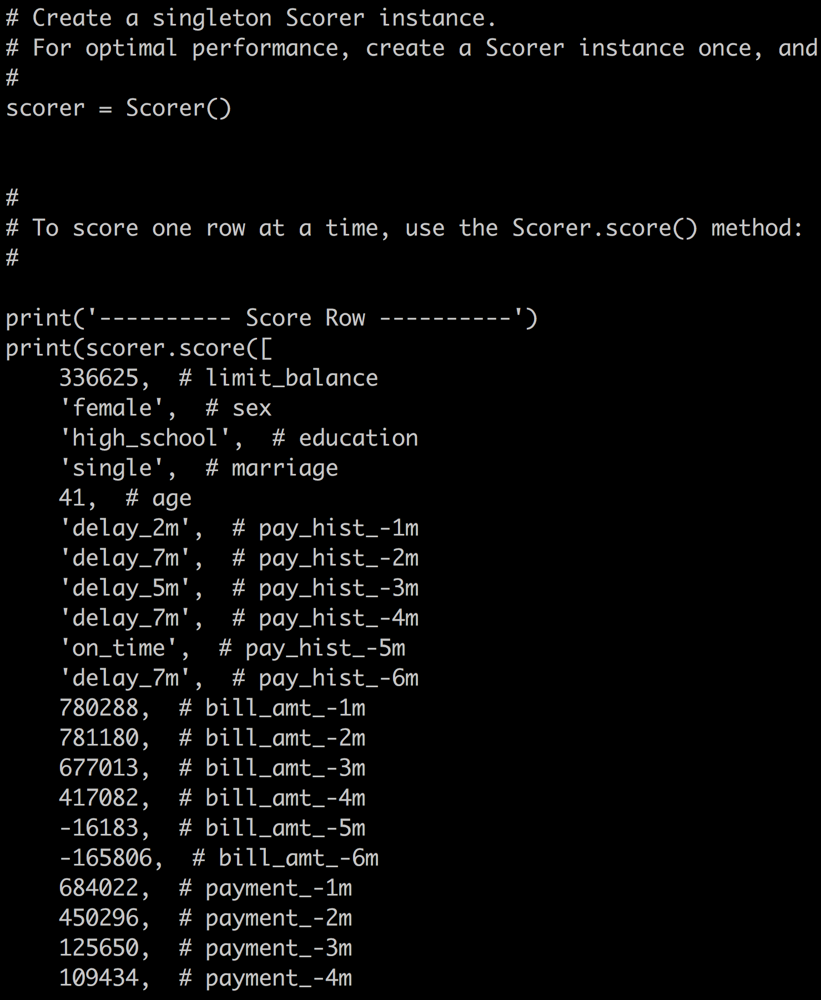 # Create a singleton Scorer instance.
# For optimal performance, create a Scorer instance once, and
#
scorer = Scorer()
#
# To score one row at a time, use the Scorer.score() method:
#
print('---------- Score Row ----------')
print(scorer.score([
    336625,  # limit_balance
    'female',  # sex
    'high_school',  # education
    'single',  # marriage
    41,  # age
    'delay_2m',  # pay_hist_-1m
    'delay_7m',  # pay_hist_-2m
    'delay_5m',  # pay_hist_-3m
    'delay_7m',  # pay_hist_-4m
    'on_time',  # pay_hist_-5m
    'delay_7m',  # pay_hist_-6m
    780288,  # bill_amt_-1m
    781180,  # bill_amt_-2m
    677013,  # bill_amt_-3m
    417082,  # bill_amt_-4m
    -16183,  # bill_amt_-5m
    -165806,  # bill_amt_-6m
    684022,  # payment_-1m
    450296,  # payment_-2m
    125650,  # payment_-3m
    109434,  # payment_-4m